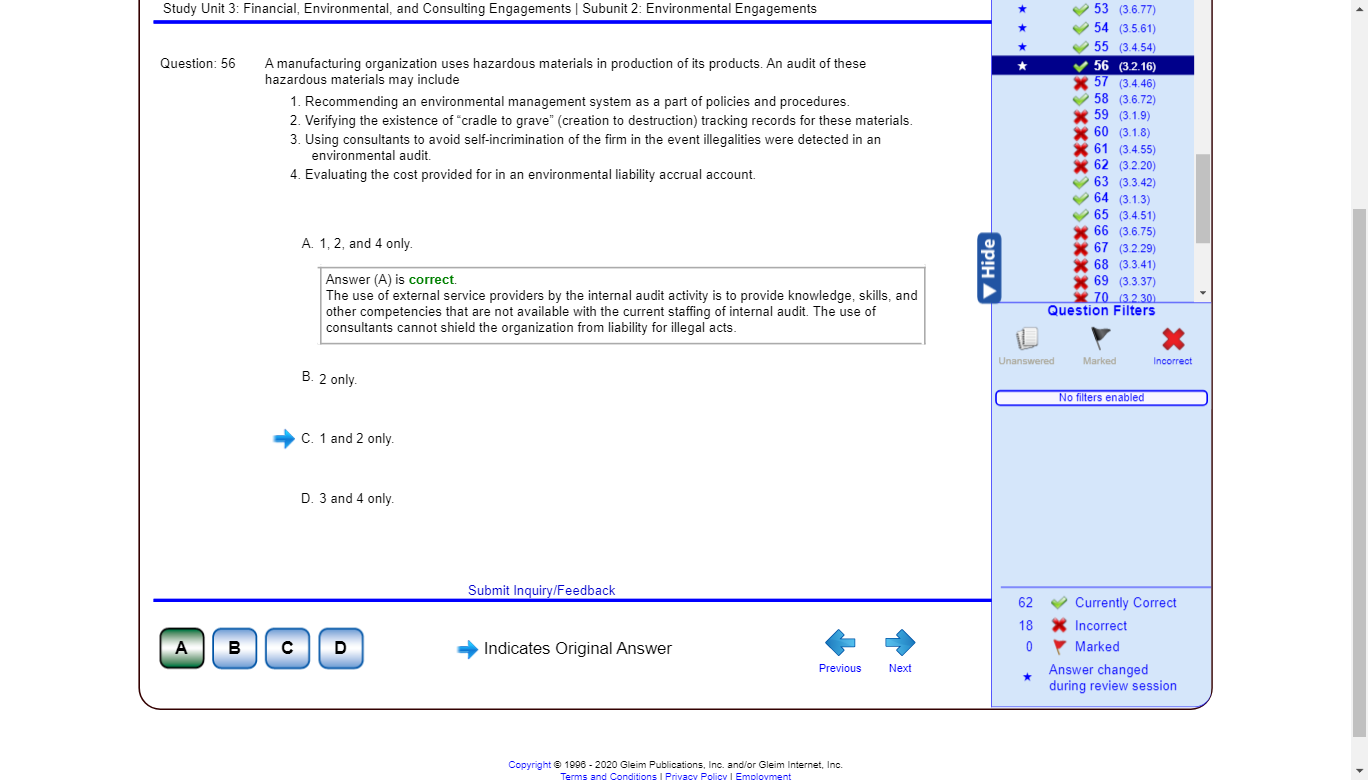 Study Unit 3: Financial, Environmental, and Consulting Engagements | Subunit 2: Environmental Engagements
Question: 56
A manufacturing organization uses hazardous materials in production of its products. An audit of these
hazardous materials may include
1. Recommending an environmental management system as a part of policies and procedures.
2. Verifying the existence of “cradle to grave” (creation to destruction) tracking records for these materials.
3. Using consultants to avoid self-incrimination of the firm in the event illegalities were detected in an
environmental audit.
4. Evaluating the cost provided for in an environmental liability accrual account.
A. 1, 2, and 4 only.
Answer (A) is correct.
The use of external service providers by the internal audit activity is to provide knowledge, skills, and
other competencies that are not available with the current staffing of internal audit. The use of
consultants cannot shield the organization from liability for illegal acts.
B. 2 only.
C. 1 and 2 only.
D. 3 and 4 only.
Submit Inquiry/Feedback
A B C D
Indicates Original Answer
Previous
Next
53 (3.6.77)
54 (3.5.61)
55 (3.4.54)
56 (3.2.16)
57 (3.4.46)
58 (3.6.72)
59 (3.1.9)
60 (3.1.8)
61 (3.4.55)
62 (3.2.20)
63 (3.3.42)
64 (3.1.3)
65 (3.4.51)
66 (3.6.75)
67 (3.2.29)
68 (3.3.41)
69 (3.3.37)
70 (3.2.30)
Hide
Question Filters
Unanswered
Marked
Incorrect
No filters enabled
62 Currently Correct
18 Incorrect
0 Marked
Answer changed
during review session
Copyright © 1996 - 2020 Gleim Publications, Inc. and/or Gleim Internet, Inc.
Terms and Conditions | Privacy Policy | Employment